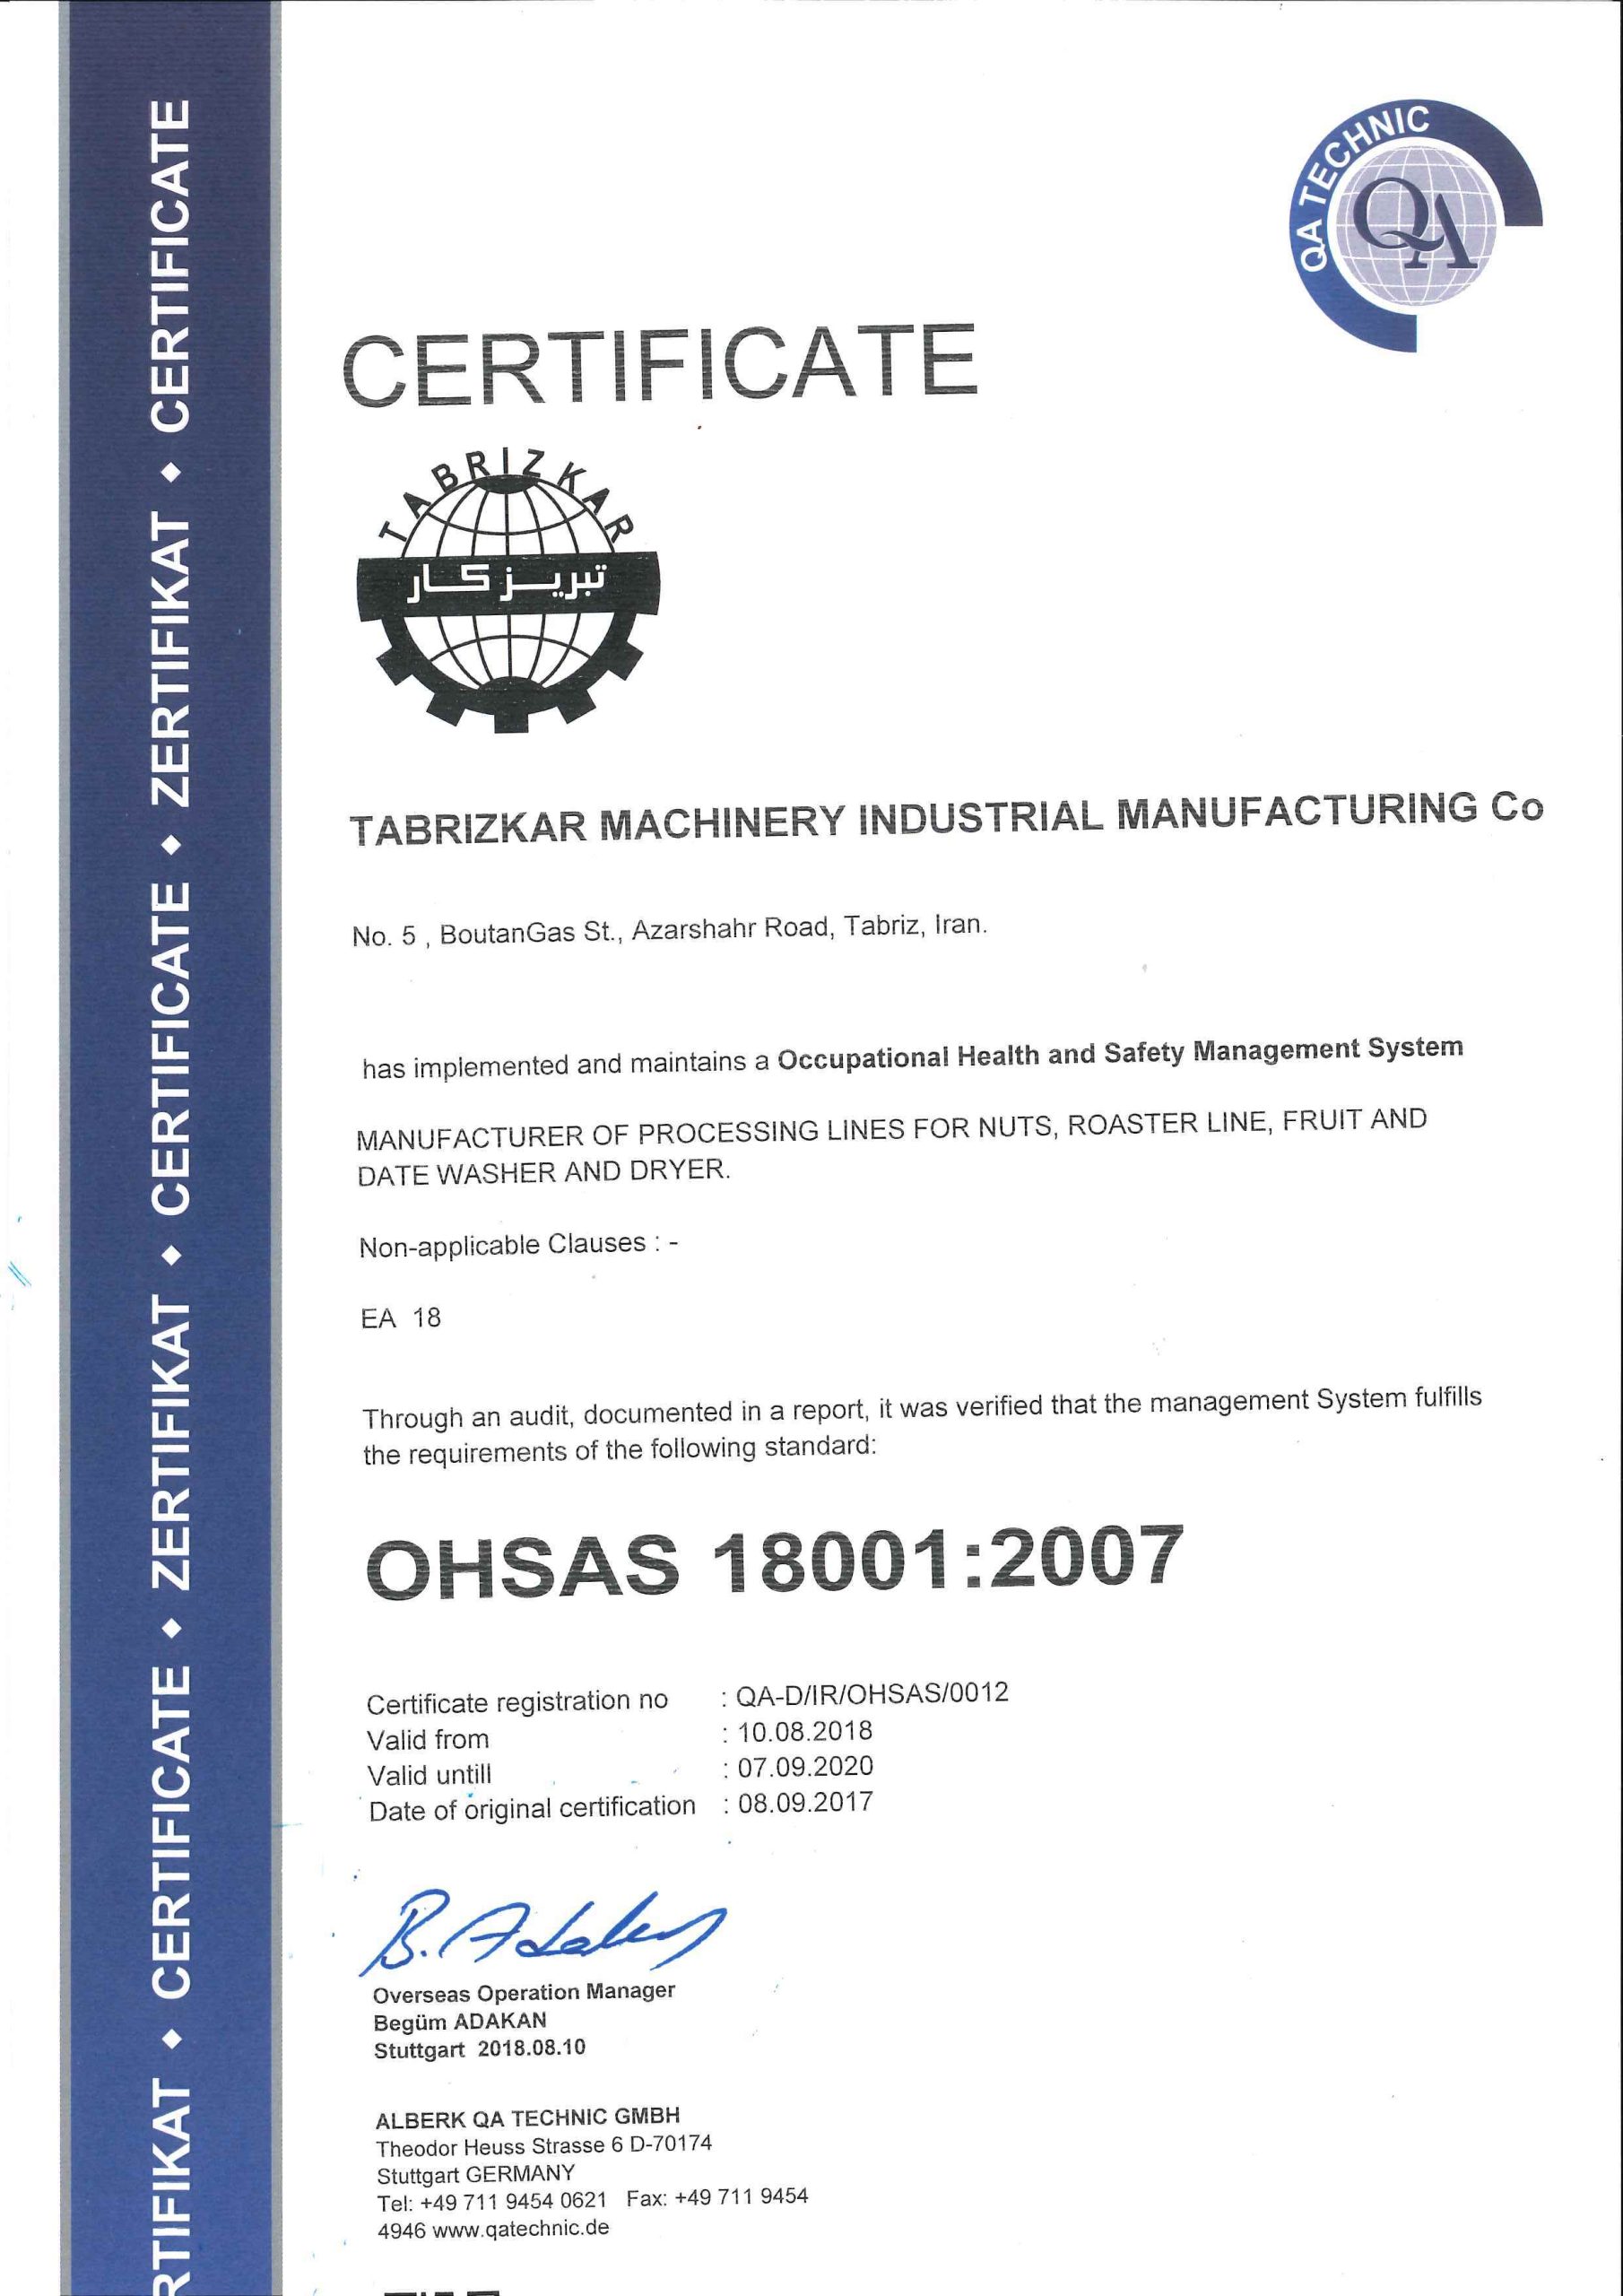 CERTIFICATE ◆ ZERTIFIKAT ◆ CERTIFICATE ◆ ZERTIFIKAT ◆ CERTIFICATE ◆ RTIFIKAT
QA TECHNIC
QA
CERTIFICATE
TABRIZKAR
تبریز کار
TABRIZKAR MACHINERY INDUSTRIAL MANUFACTURING Co
No. 5 , BoutanGas St., Azarshahr Road, Tabriz, Iran.
has implemented and maintains a Occupational Health and Safety Management System
MANUFACTURER OF PROCESSING LINES FOR NUTS, ROASTER LINE, FRUIT AND
DATE WASHER AND DRYER.
Non-applicable Clauses : -
EA 18
Through an audit, documented in a report, it was verified that the management System fulfills
the requirements of the following standard:
OHSAS 18001:2007
Certificate registration no : QA-D/IR/OHSAS/0012
Valid from : 10.08.2018
Valid untill : 07.09.2020
Date of original certification : 08.09.2017
B. Adakan
Overseas Operation Manager
Begüm ADAKAN
Stuttgart 2018.08.10
ALBERK QA TECHNIC GMBH
Theodor Heuss Strasse 6 D-70174
Stuttgart GERMANY
Tel: +49 711 9454 0621 Fax: +49 711 9454
4946 www.qatechnic.de